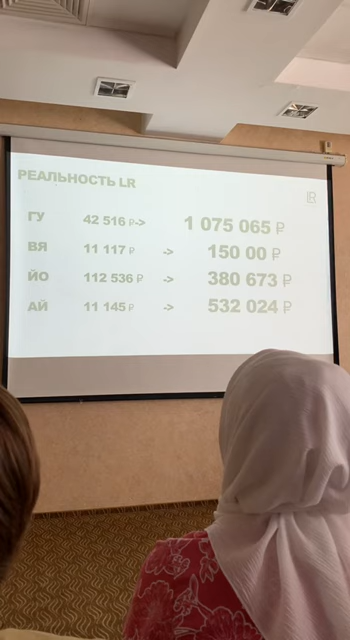 РЕАЛЬНОСТЬ LR
LR
ГУ 42 516 ₽-> 1 075 065 ₽
ВЯ 11 117 ₽ -> 150 00 ₽
ЙО 112 536 ₽ -> 380 673 ₽
АЙ 11 145 ₽ -> 532 024 ₽